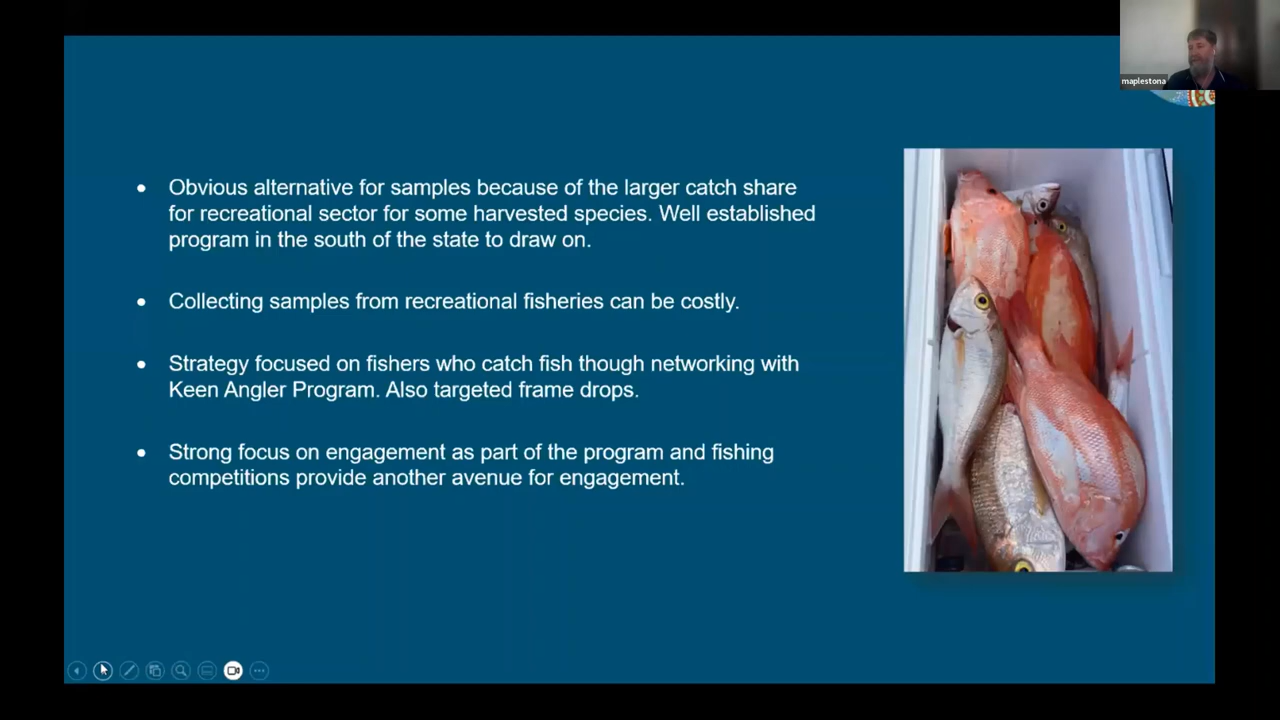 maplestona
• Obvious alternative for samples because of the larger catch share
for recreational sector for some harvested species. Well established
program in the south of the state to draw on.
• Collecting samples from recreational fisheries can be costly.
• Strategy focused on fishers who catch fish though networking with
Keen Angler Program. Also targeted frame drops.
• Strong focus on engagement as part of the program and fishing
competitions provide another avenue for engagement.